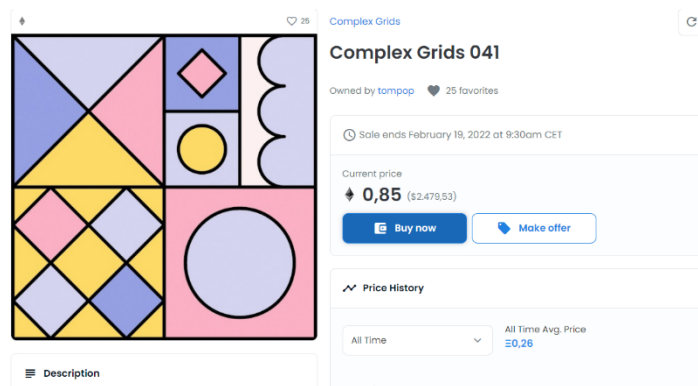 25
Complex Grids
Complex Grids 041
Owned by tompop 25 favorites
Sale ends February 19, 2022 at 9:30am CET
Current price
0,85 ($2.479,53)
Buy now
Make offer
Price History
All Time
All Time Avg. Price
Ξ0,26
Description